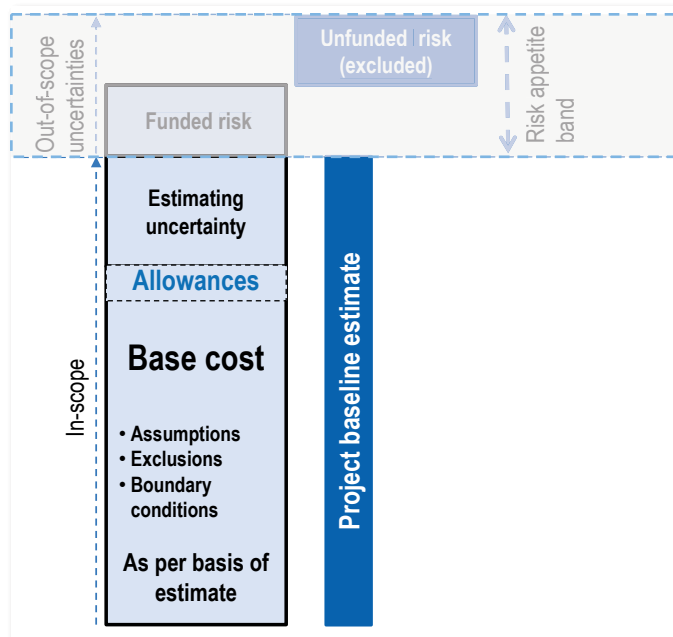 Out-of-scope
uncertainties
Unfunded risk
(excluded)
Risk appetite
band
Funded risk
In-scope
Estimating
uncertainty
Allowances
Base cost
• Assumptions
• Exclusions
• Boundary
conditions
As per basis of
estimate
Project baseline estimate